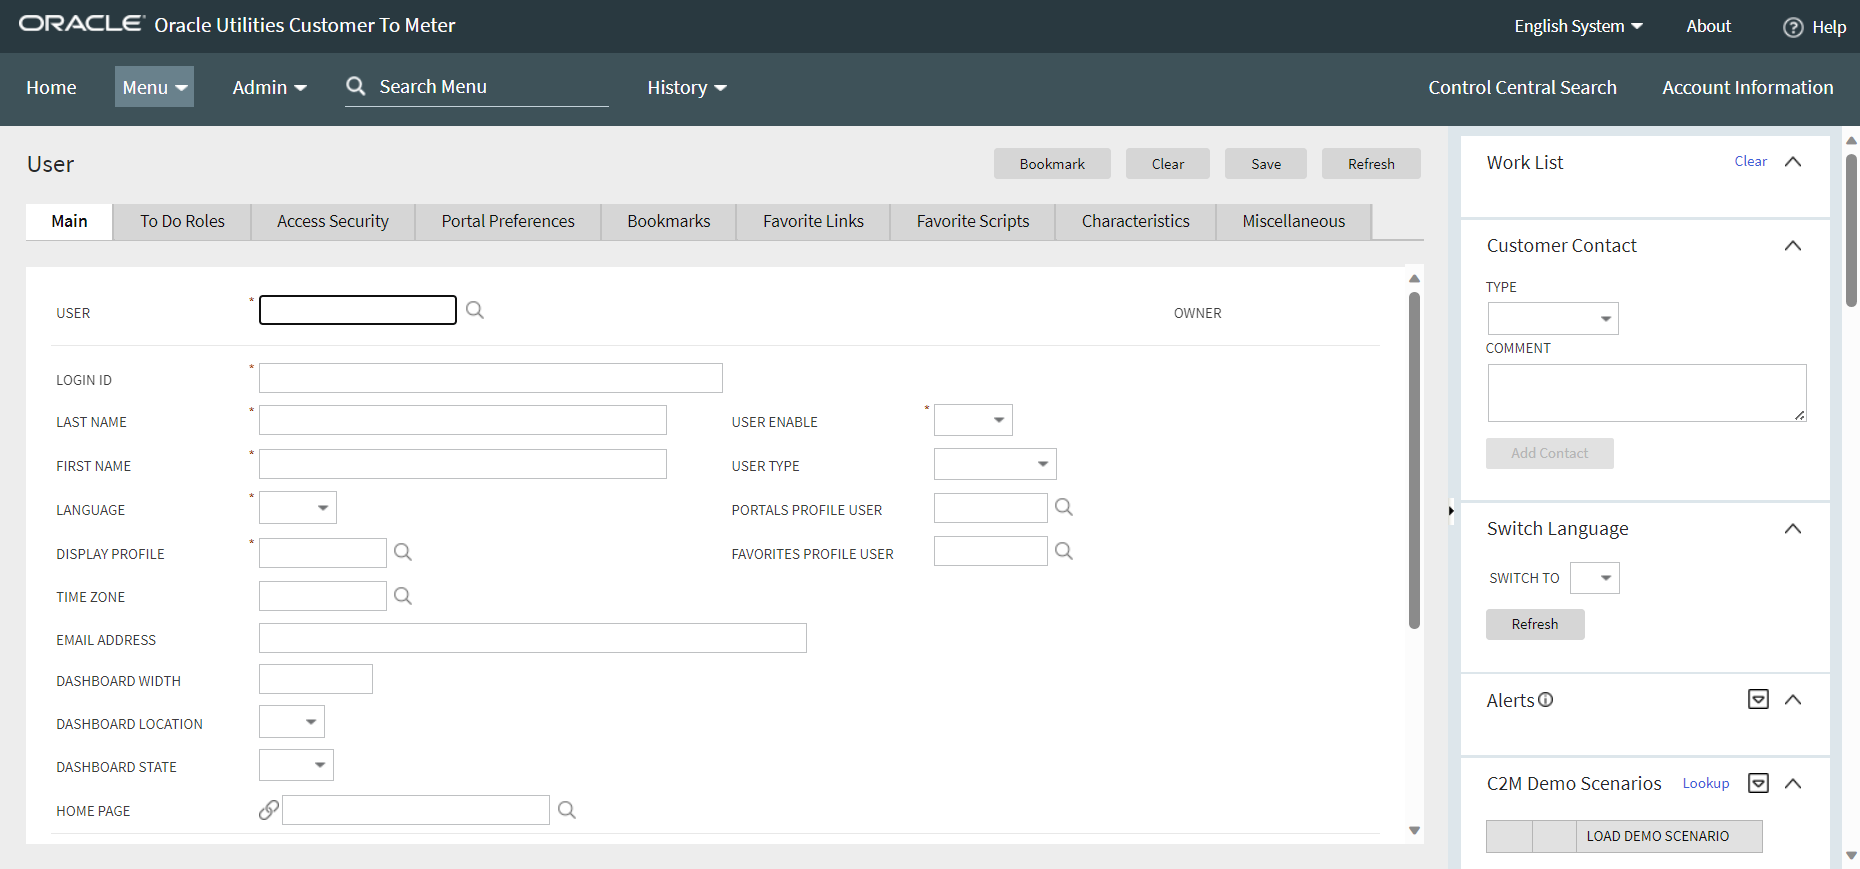 ORACLE Oracle Utilities Customer To Meter
English System About Help
Home Menu Admin Search Menu History Control Central Search Account Information
User
Bookmark Clear Save Refresh
Main To Do Roles Access Security Portal Preferences Bookmarks Favorite Links Favorite Scripts Characteristics Miscellaneous
USER * OWNER
LOGIN ID *
LAST NAME * USER ENABLE *
FIRST NAME * USER TYPE
LANGUAGE * PORTALS PROFILE USER
DISPLAY PROFILE * FAVORITES PROFILE USER
TIME ZONE
EMAIL ADDRESS
DASHBOARD WIDTH
DASHBOARD LOCATION
DASHBOARD STATE
HOME PAGE
Work List Clear
Customer Contact
TYPE
COMMENT
Add Contact
Switch Language
SWITCH TO
Refresh
Alerts
C2M Demo Scenarios Lookup
LOAD DEMO SCENARIO